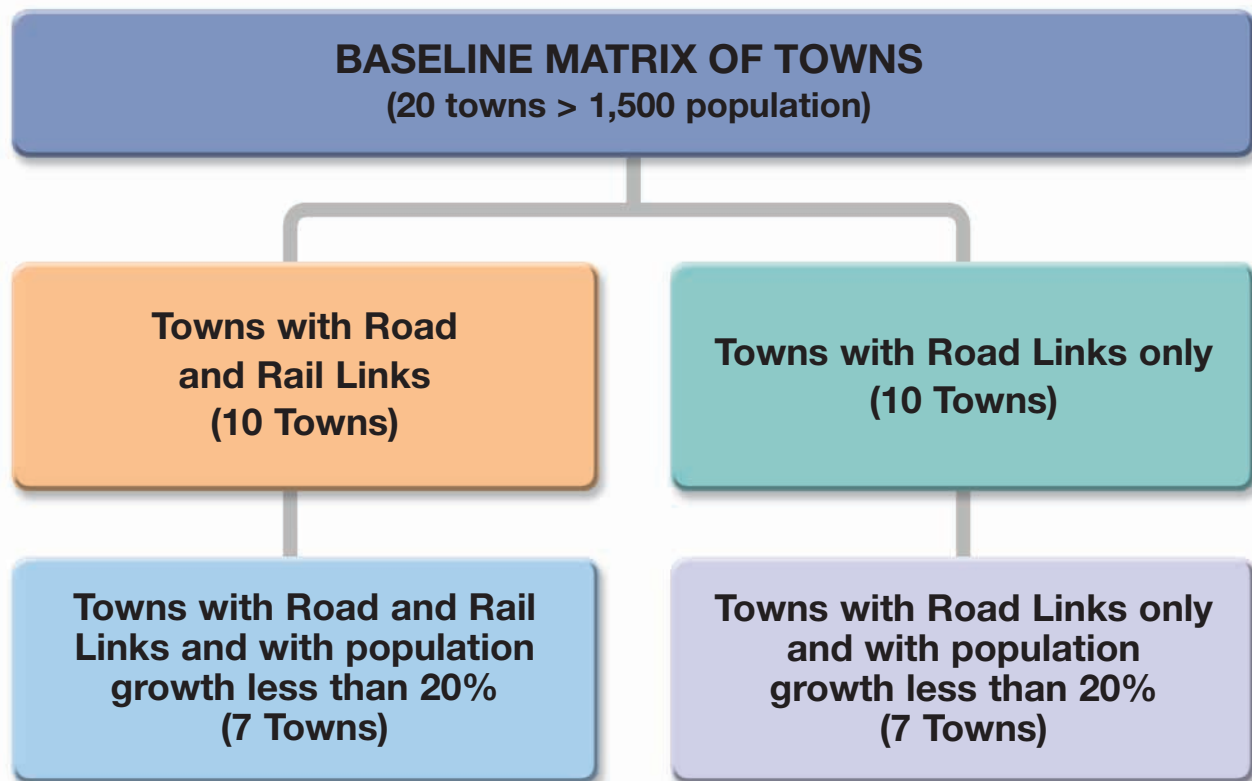 BASELINE MATRIX OF TOWNS
(20 towns > 1,500 population)
Towns with Road
and Rail Links
(10 Towns)
Towns with Road Links only
(10 Towns)
Towns with Road and Rail
Links and with population
growth less than 20%
(7 Towns)
Towns with Road Links only
and with population
growth less than 20%
(7 Towns)